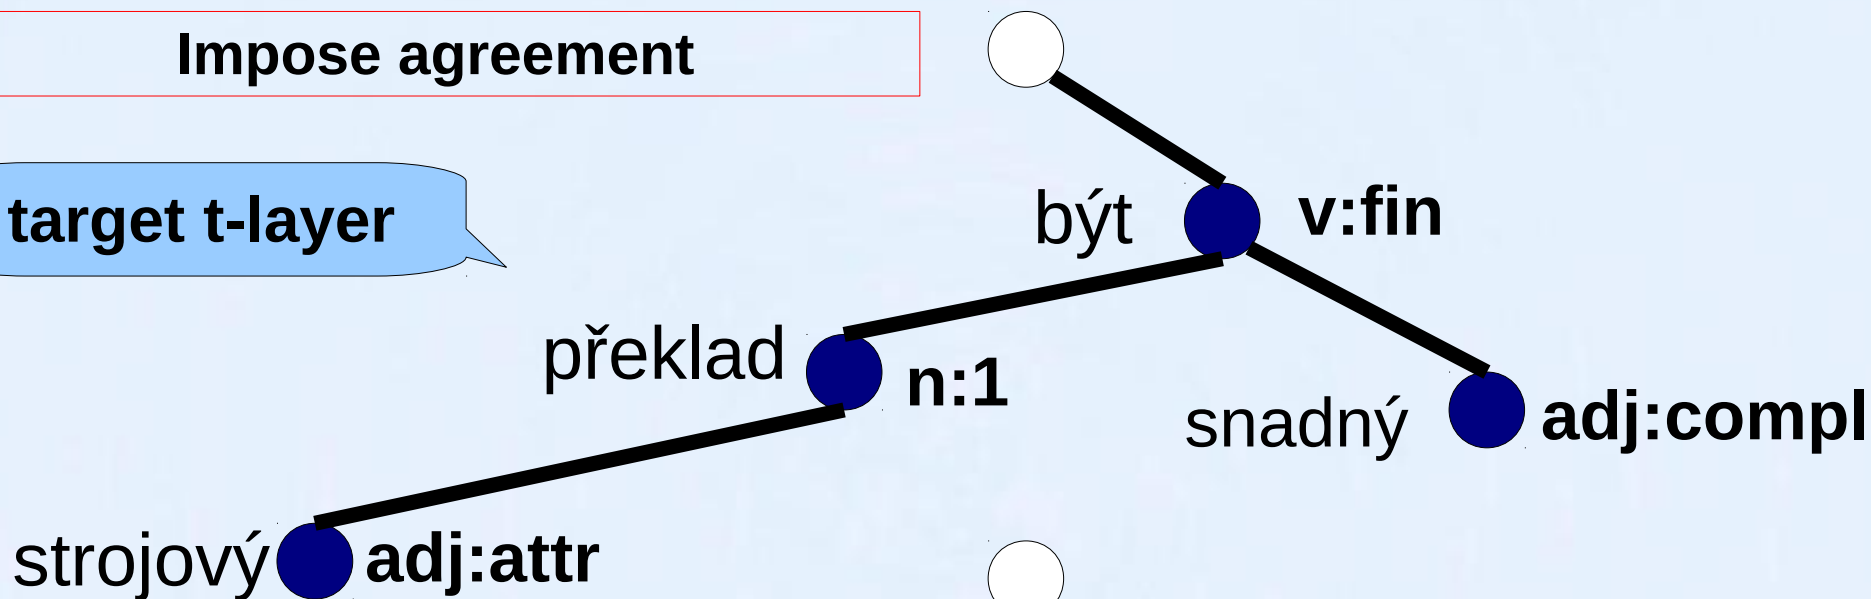 Impose agreement
target t-layer
být v:fin
překlad n:1
snadný adj:compl
strojový adj:attr